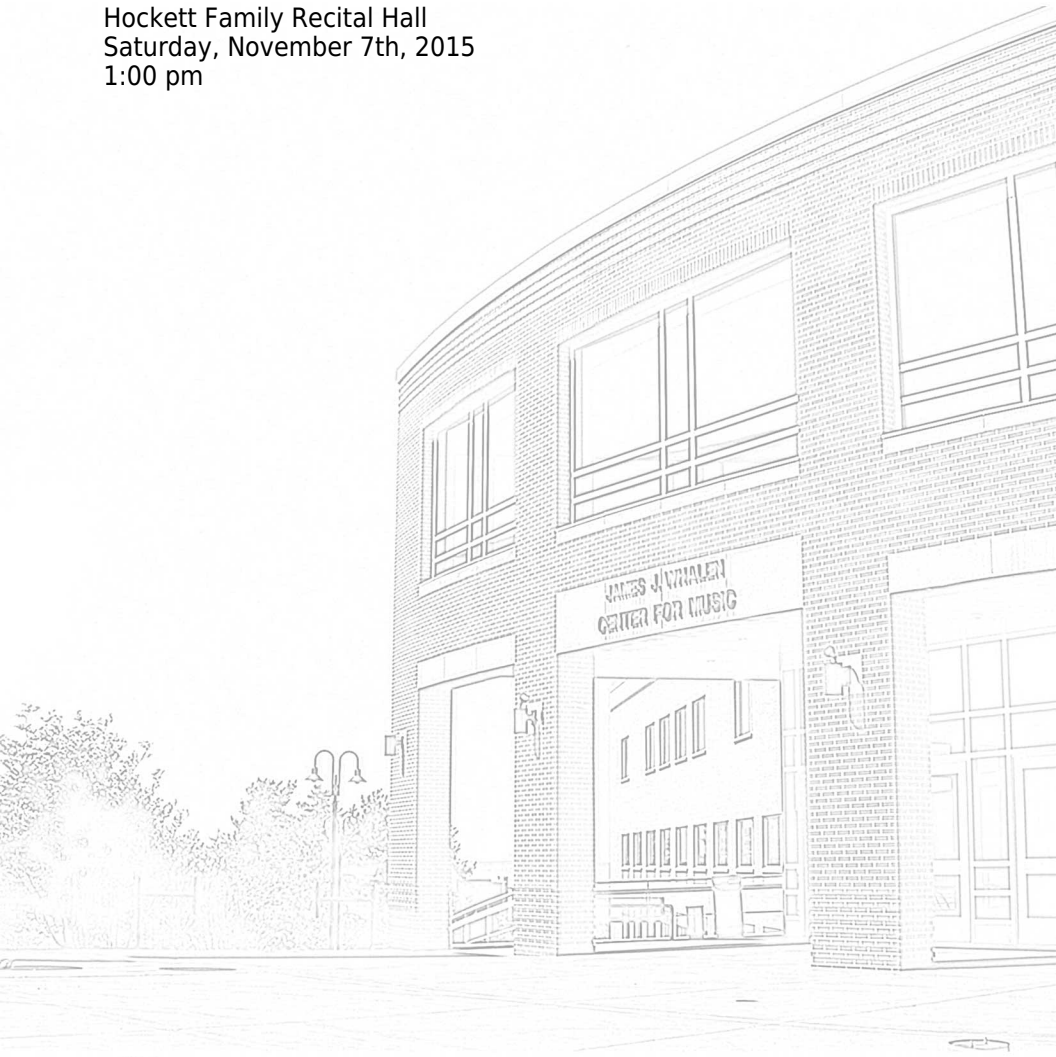 Hockett Family Recital Hall
Saturday, November 7th, 2015
1:00 pm
JAMES J. WHALEN
CENTER FOR MUSIC